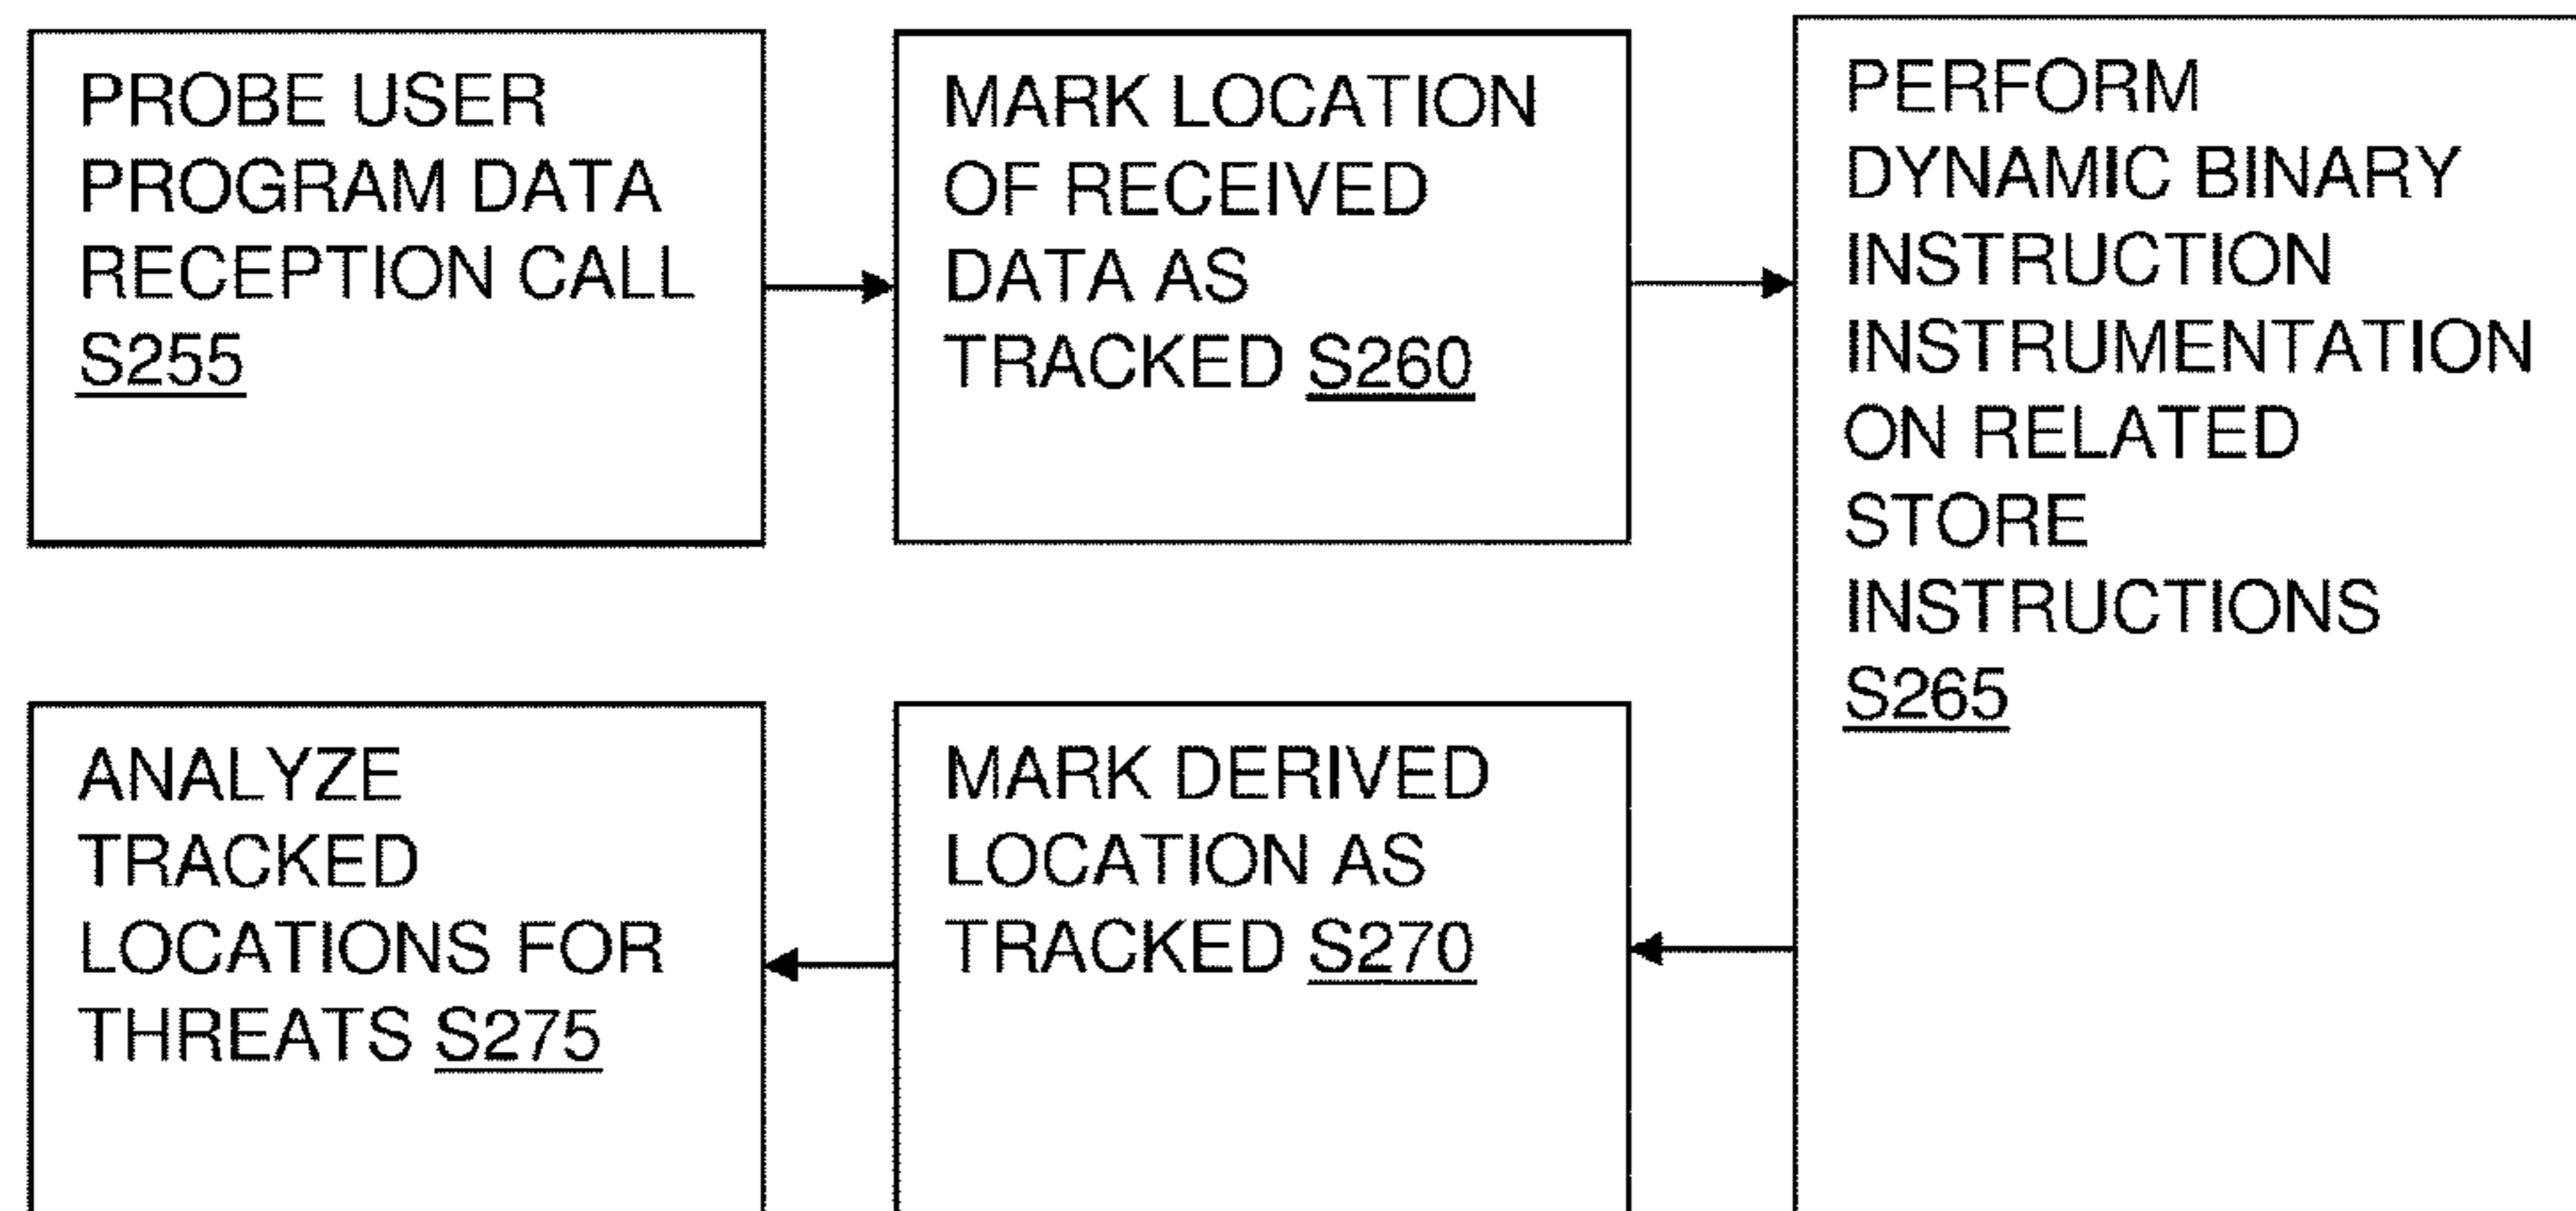 PROBE USER
PROGRAM DATA
RECEPTION CALL
S255
MARK LOCATION
OF RECEIVED
DATA AS
TRACKED S260
PERFORM
DYNAMIC BINARY
INSTRUCTION
INSTRUMENTATION
ON RELATED
STORE
INSTRUCTIONS
S265
MARK DERIVED
LOCATION AS
TRACKED S270
ANALYZE
TRACKED
LOCATIONS FOR
THREATS S275